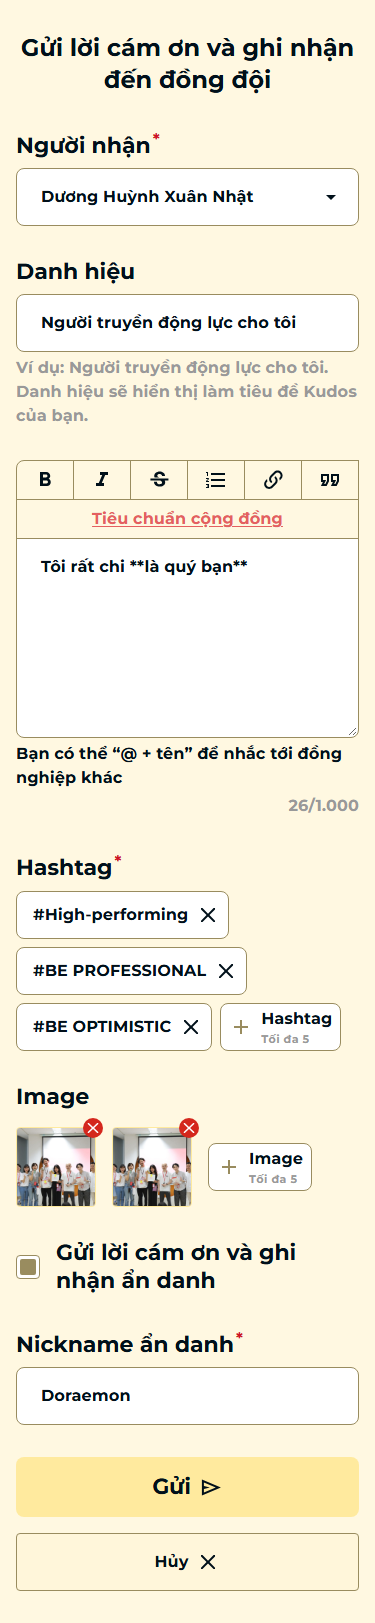 Gửi lời cám ơn và ghi nhận
đến đồng đội
Người nhận*
Dương Huỳnh Xuân Nhật
Danh hiệu
Người truyền động lực cho tôi
Ví dụ: Người truyền động lực cho tôi.
Danh hiệu sẽ hiển thị làm tiêu đề Kudos
của bạn.
B I S
Tiêu chuẩn cộng đồng
Tôi rất chi **là quý bạn**
Bạn có thể “@ + tên” để nhắc tới đồng
nghiệp khác
26/1.000
Hashtag*
#High-performing
#BE PROFESSIONAL
#BE OPTIMISTIC
Hashtag
Tối đa 5
Image
Image
Tối đa 5
Gửi lời cám ơn và ghi
nhận ẩn danh
Nickname ẩn danh*
Doraemon
Gửi
Hủy